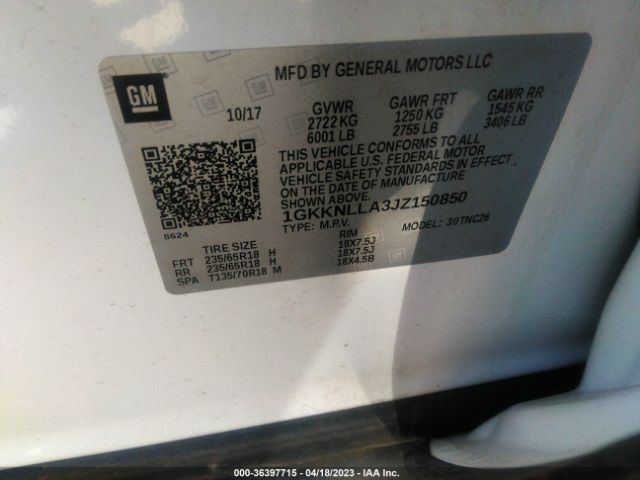 GM
MFD BY GENERAL MOTORS LLC
10/17
GVWR GAWR FRT GAWR RR
2722 KG 1250 KG 1545 KG
6001 LB 2755 LB 3406 LB
THIS VEHICLE CONFORMS TO ALL
APPLICABLE U.S. FEDERAL MOTOR
VEHICLE SAFETY STANDARDS IN EFFECT
ON THE DATE OF MANUFACTURE
SHOWN ABOVE.
1GKKNLLA3JZ150850
TYPE: M.P.V. MODEL: 30TNC26
8624
TIRE SIZE RIM
FRT 235/65R18 H 18X7.5J
RR 235/65R18 H 18X7.5J
SPA T135/70R18 M 18X4.5B
000-36397715 - 04/18/2023 - IAA Inc.